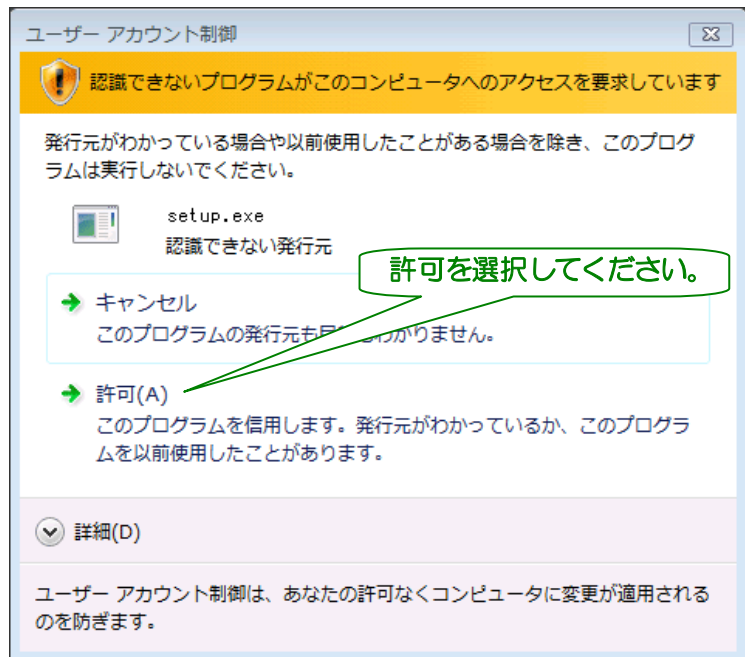 ユーザー アカウント制御
認識できないプログラムがこのコンピュータへのアクセスを要求しています
発行元がわかっている場合や以前使用したことがある場合を除き、このプログ
ラムは実行しないでください。
setup.exe
認識できない発行元
許可を選択してください。
キャンセル
このプログラムの発行元も わかりません。
許可(A)
このプログラムを信用します。発行元がわかっているか、このプログラ
ムを以前使用したことがあります。
詳細(D)
ユーザー アカウント制御は、あなたの許可なくコンピュータに変更が適用される
のを防ぎます。